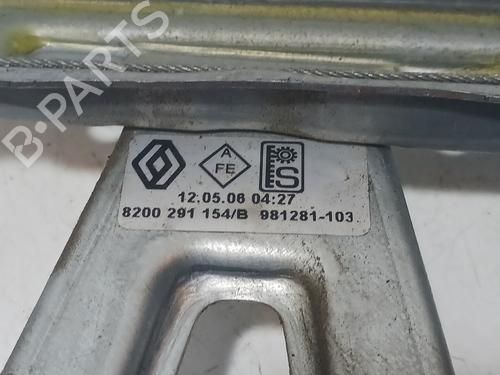 B-PARTS
A
FE
S
12.05.06 04:27
8200 291 154/B 981281-103